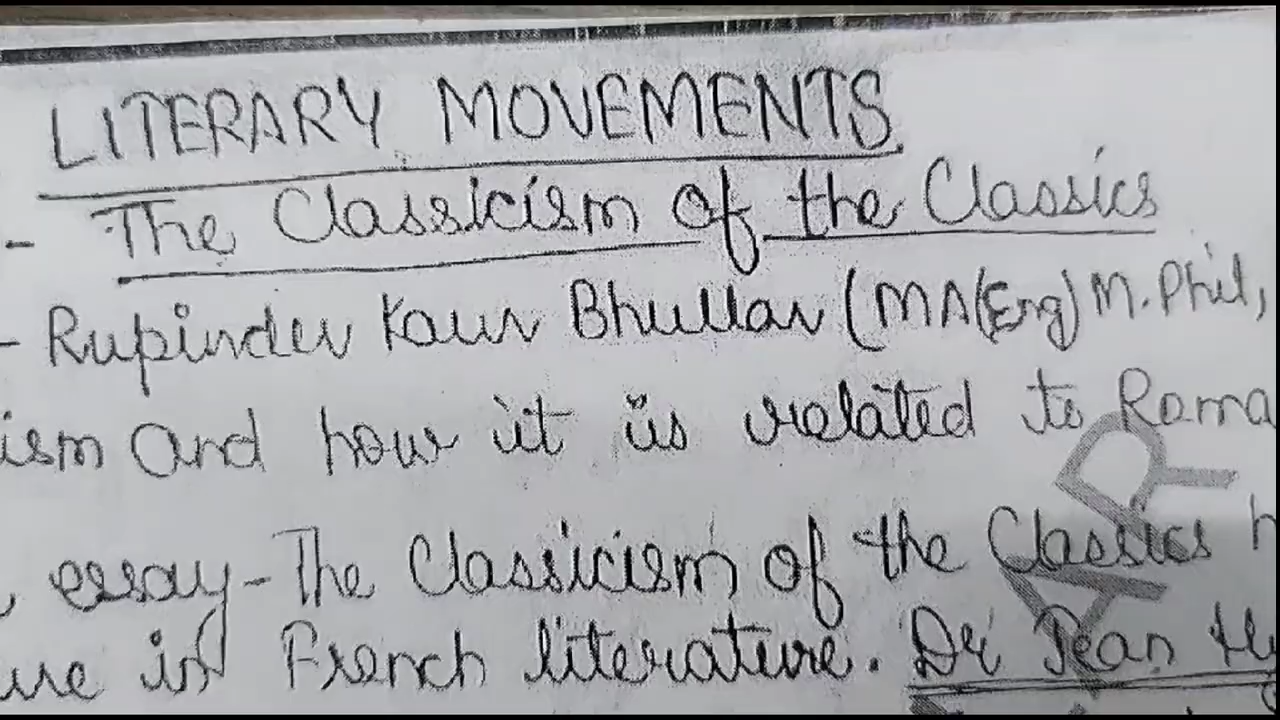 LITERARY MOVEMENTS
- The Classicism of the Classics
- Rupinder Kaur Bhullar (MA(Eng) M.Phil,
ism and how it is related to Roma
essay - The Classicism of the Classics h
ure in French literature. Dr Jean Hy